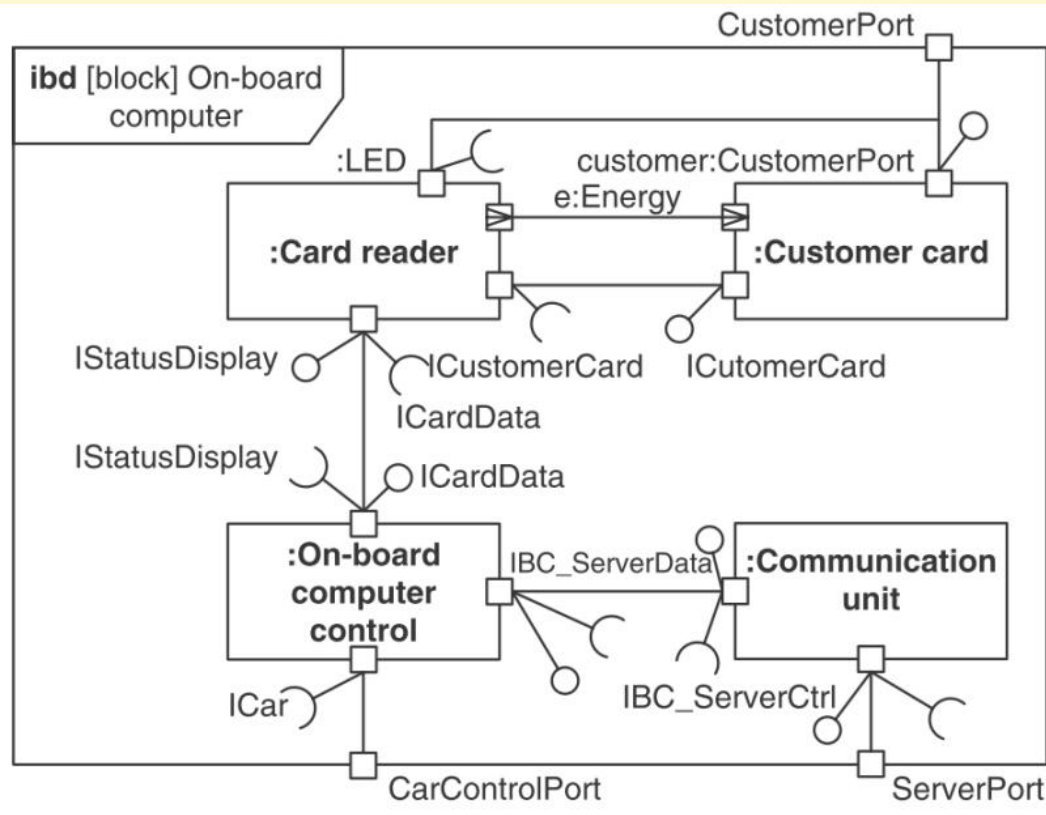 CustomerPort
ibd [block] On-board
computer
:LED
customer:CustomerPort
e:Energy
:Card reader
:Customer card
IStatusDisplay
ICustomerCard
ICutomerCard
ICardData
IStatusDisplay
ICardData
:On-board
computer
control
IBC_ServerData
:Communication
unit
ICar
IBC_ServerCtrl
CarControlPort
ServerPort